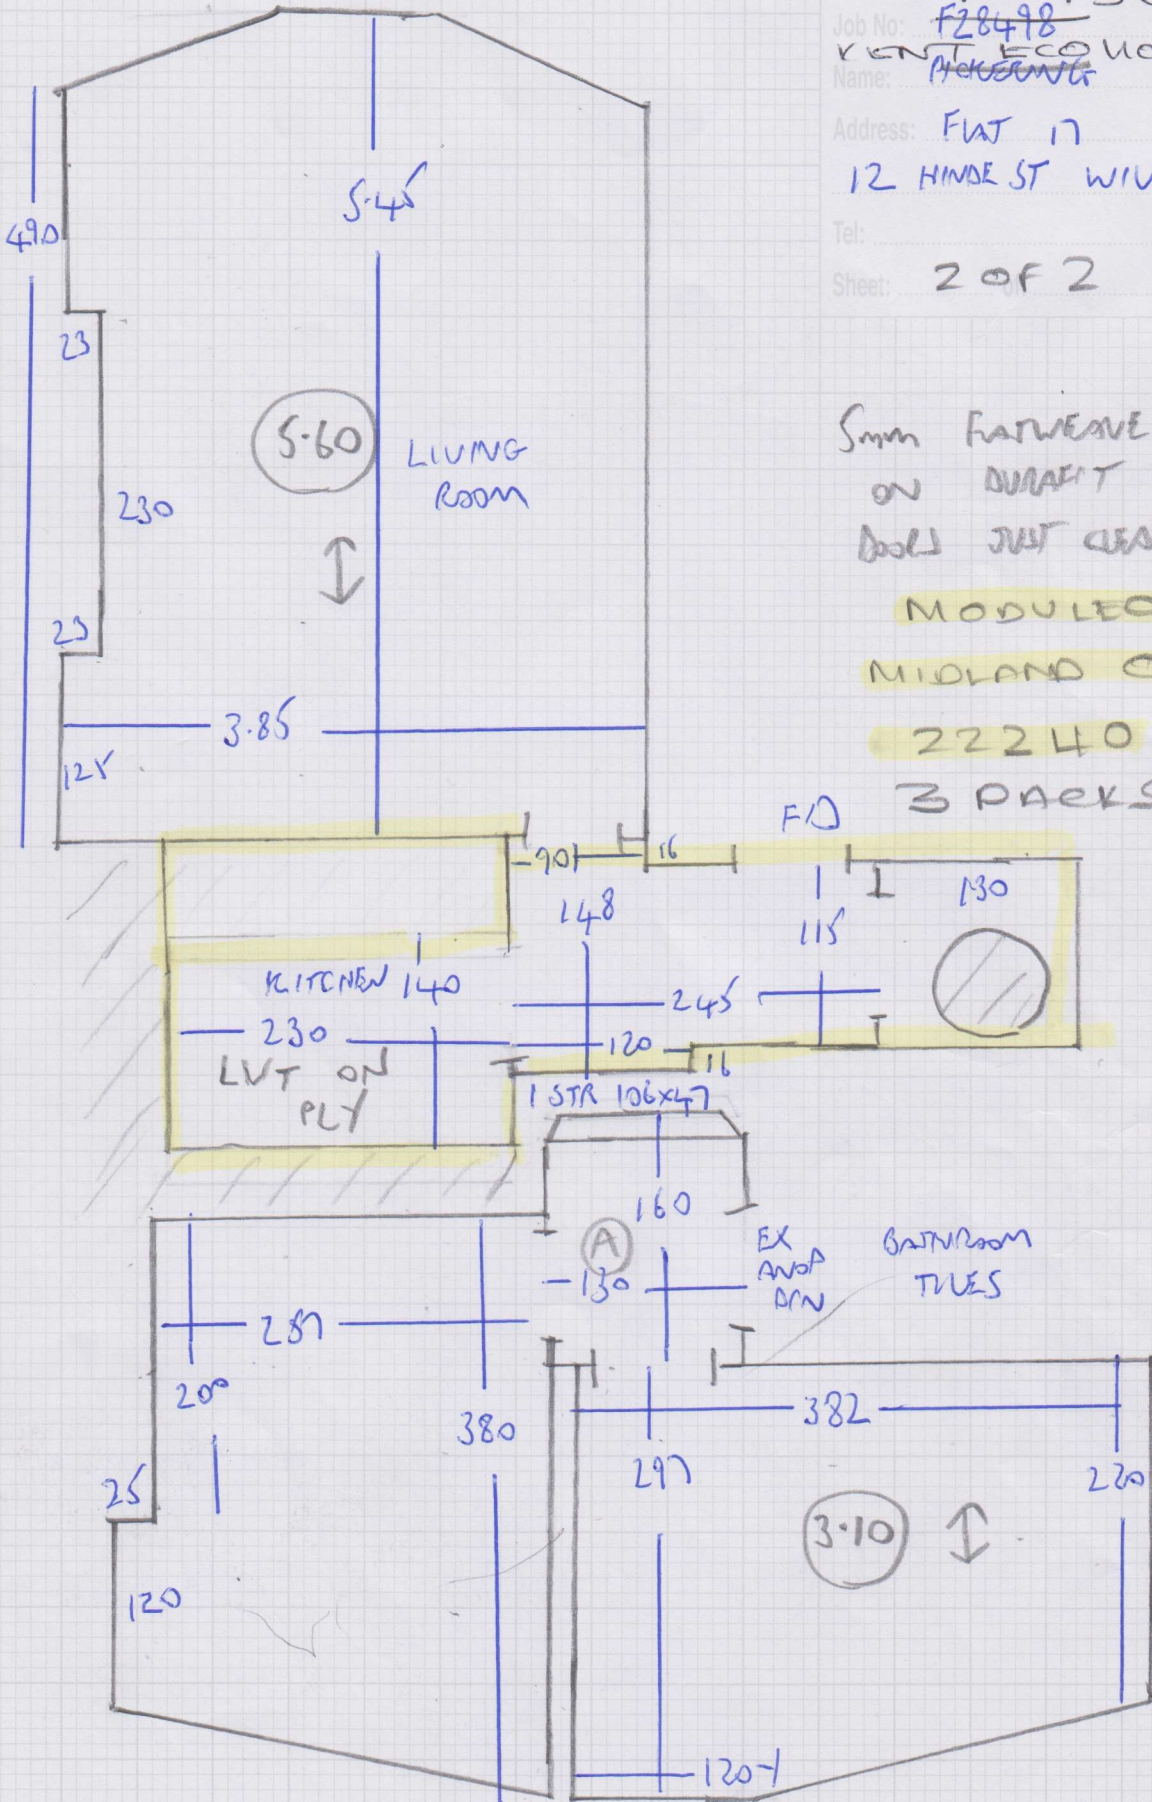 Job No: F28498
KENT ECO
Name: PICKERING
Address: FLAT 17
12 HINDE ST
Tel:
Sheet: 2 OF 2
5.45
490
23
5.60
LIVING
ROOM
230
23
3.85
125
5mm FLATWEAVE
ON DURAFIT
DOORS JUST
MODULEO
MIDLAND
22240
3 PACKS
FD
90
16
130
148
115
KITCHEN 140
245
230
120
16
LVT ON
PLY
1 STR 106x47
160
A
EX
BATHROOM
TILES
130
287
200
380
382
297
220
25
3.10
120
120